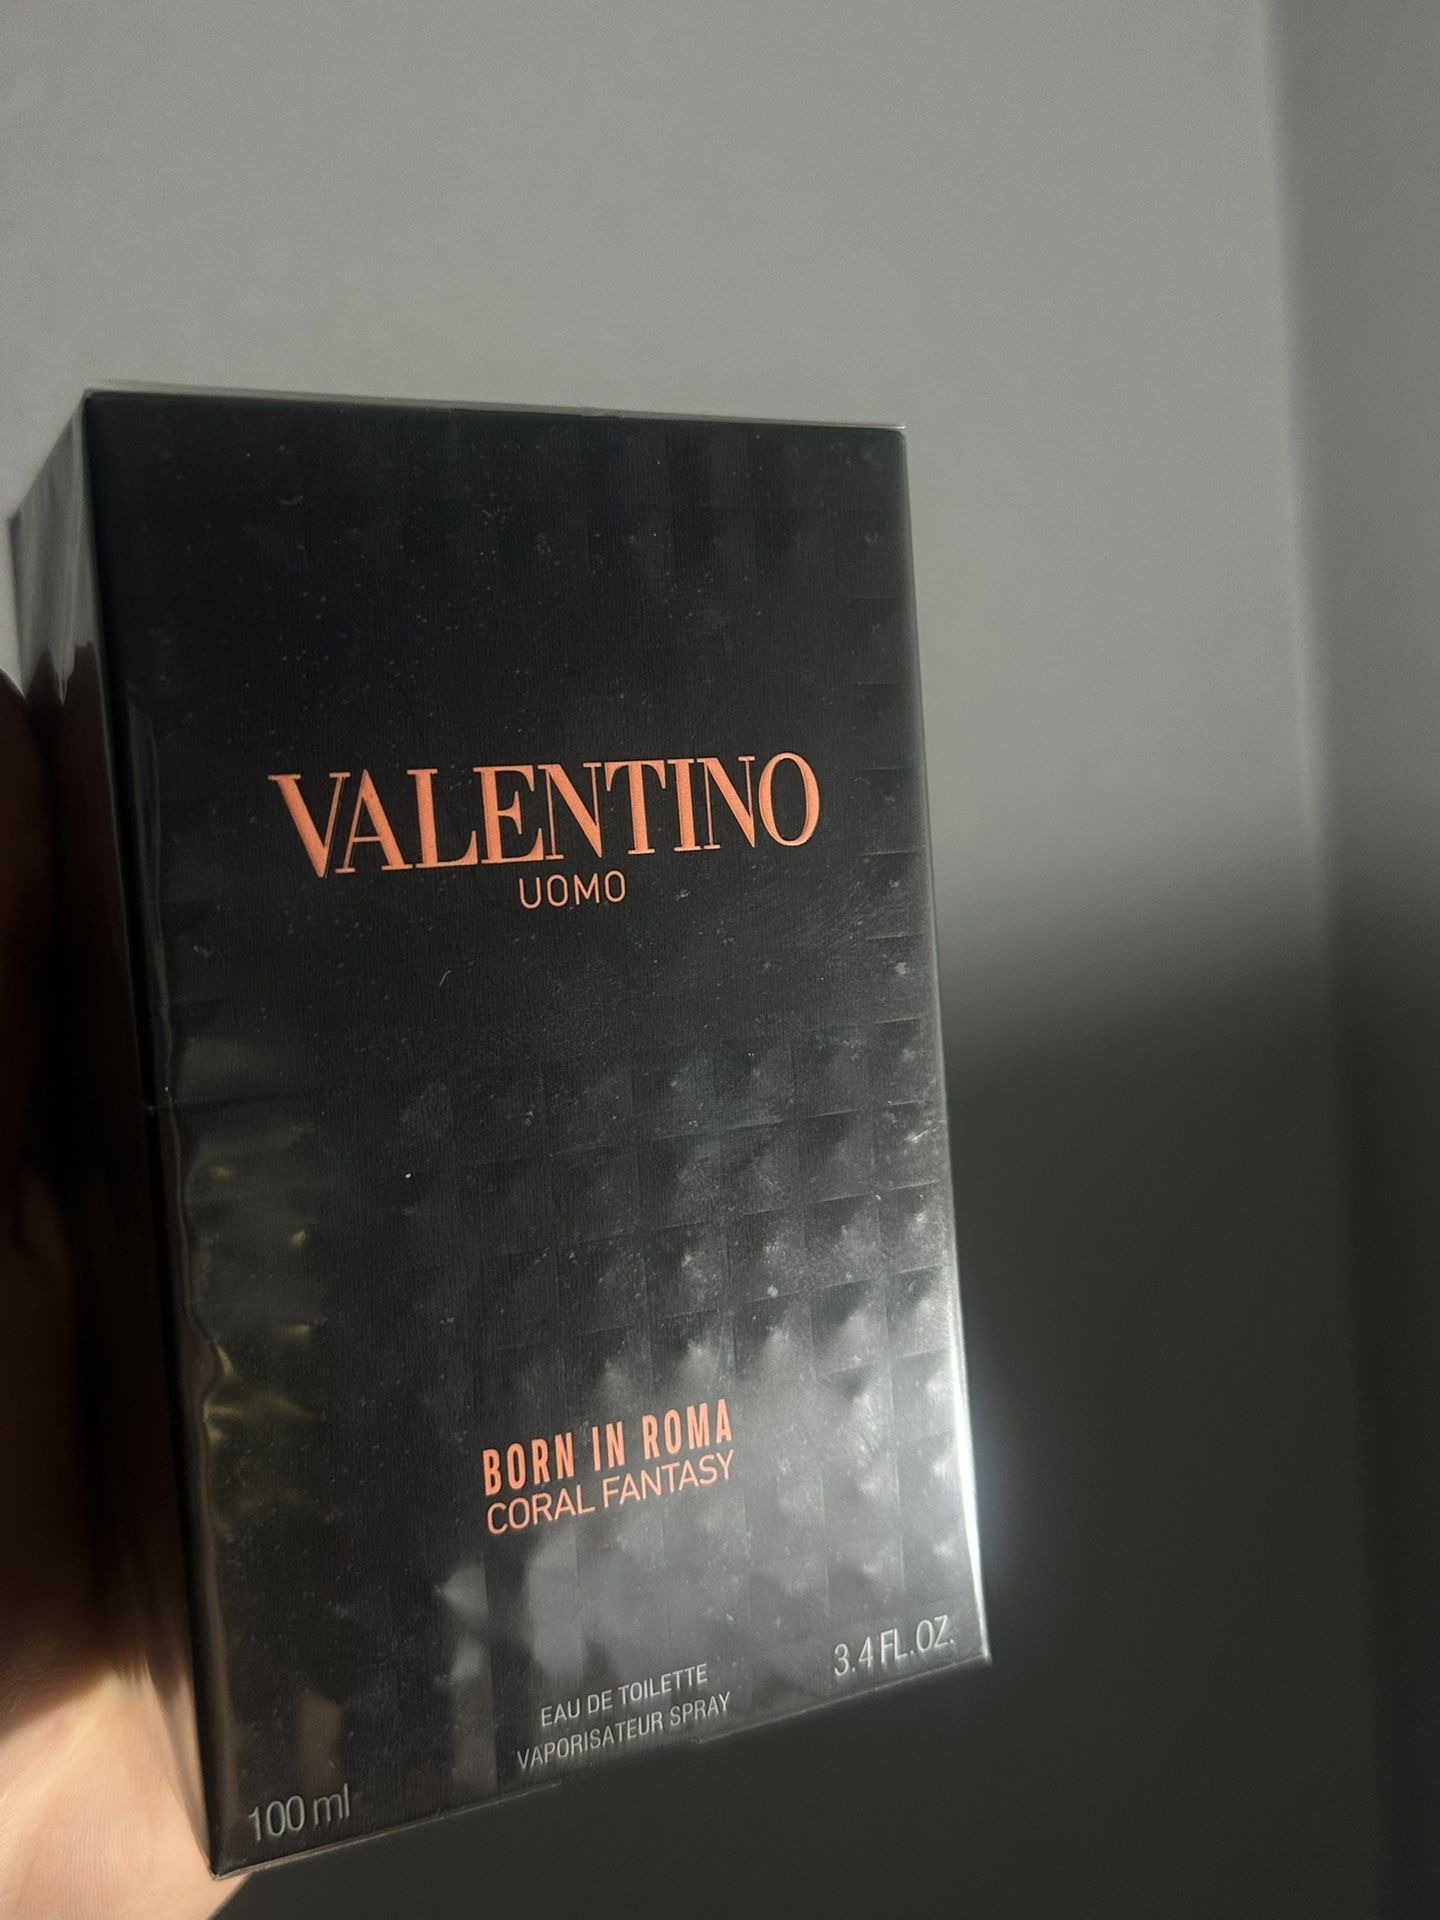 VALENTINO
UOMO
BORN IN ROMA
CORAL FANTASY
EAU DE TOILETTE
VAPORISATEUR SPRAY
3.4 FL.OZ.
100 ml